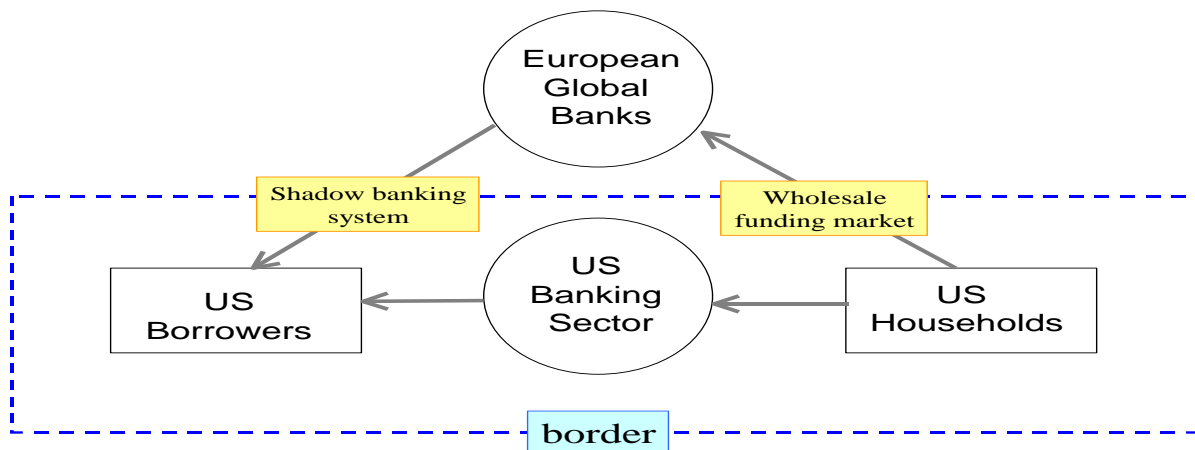 European
Global
Banks
Shadow banking
system
Wholesale
funding market
US
Borrowers
US
Banking
Sector
US
Households
border